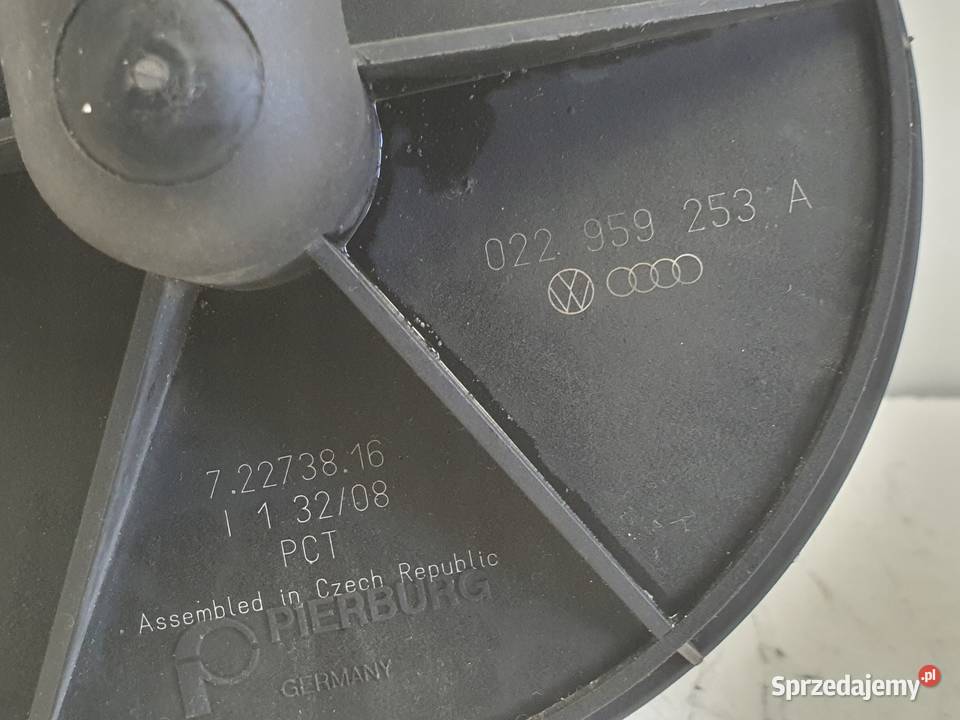 022 959 253 A
7.22738.16
I 1 32/08
PCT
Assembled in Czech Republic
PIERBURG
GERMANY
Sprzedajemy.pl